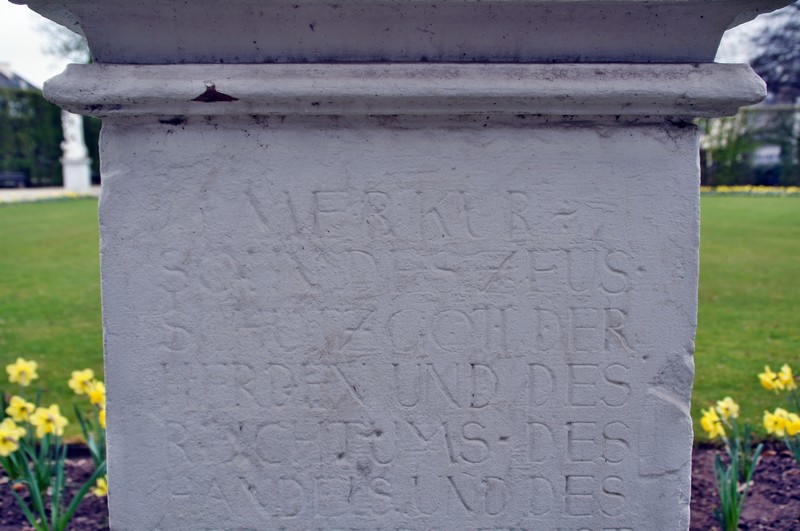 MERKUR -
SOHN DES ZEUS
SCHUTZGOTT DER
HERDEN UND DES
REICHTUMS - DES
HANDELS UND DES